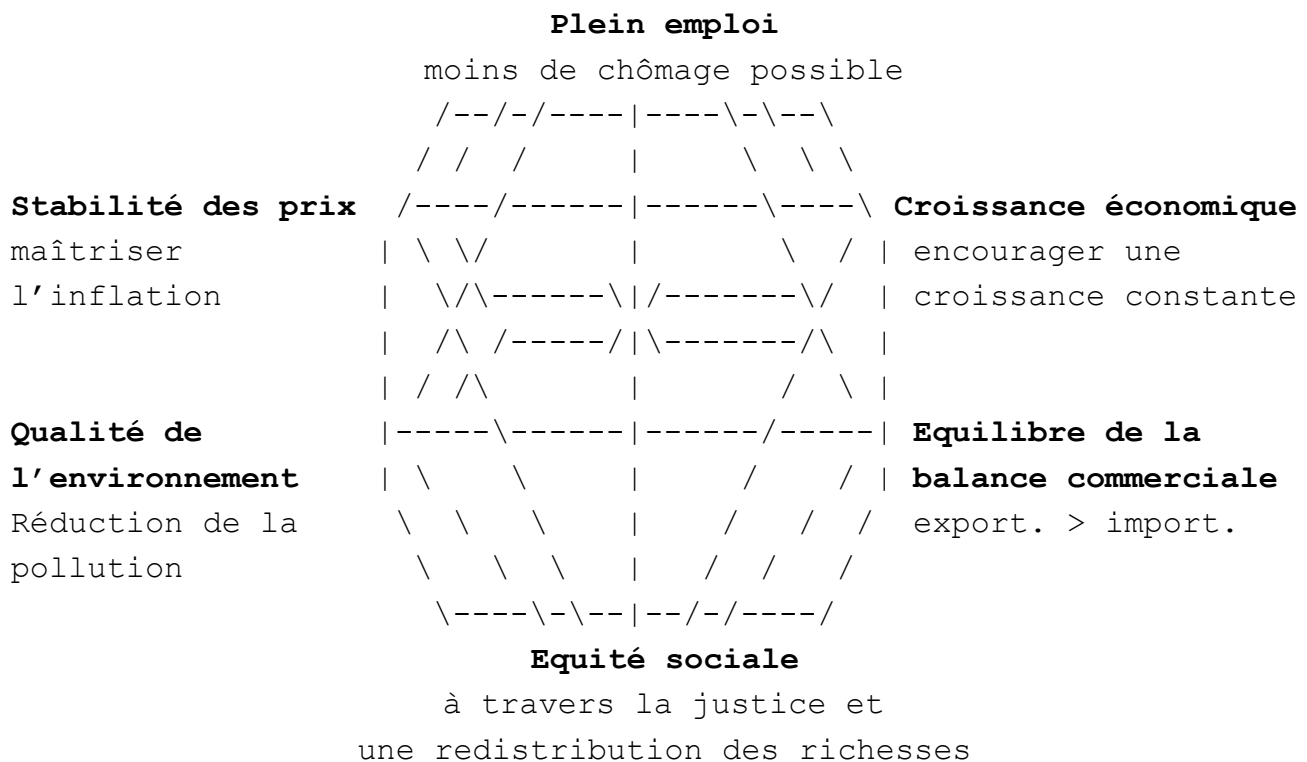 Plein emploi
moins de chômage possible
Stabilité des prix
maîtriser
l'inflation
Croissance économique
encourager une
croissance constante
Qualité de
l'environnement
Réduction de la
pollution
Equilibre de la
balance commerciale
export. > import.
Equité sociale
à travers la justice et
une redistribution des richesses